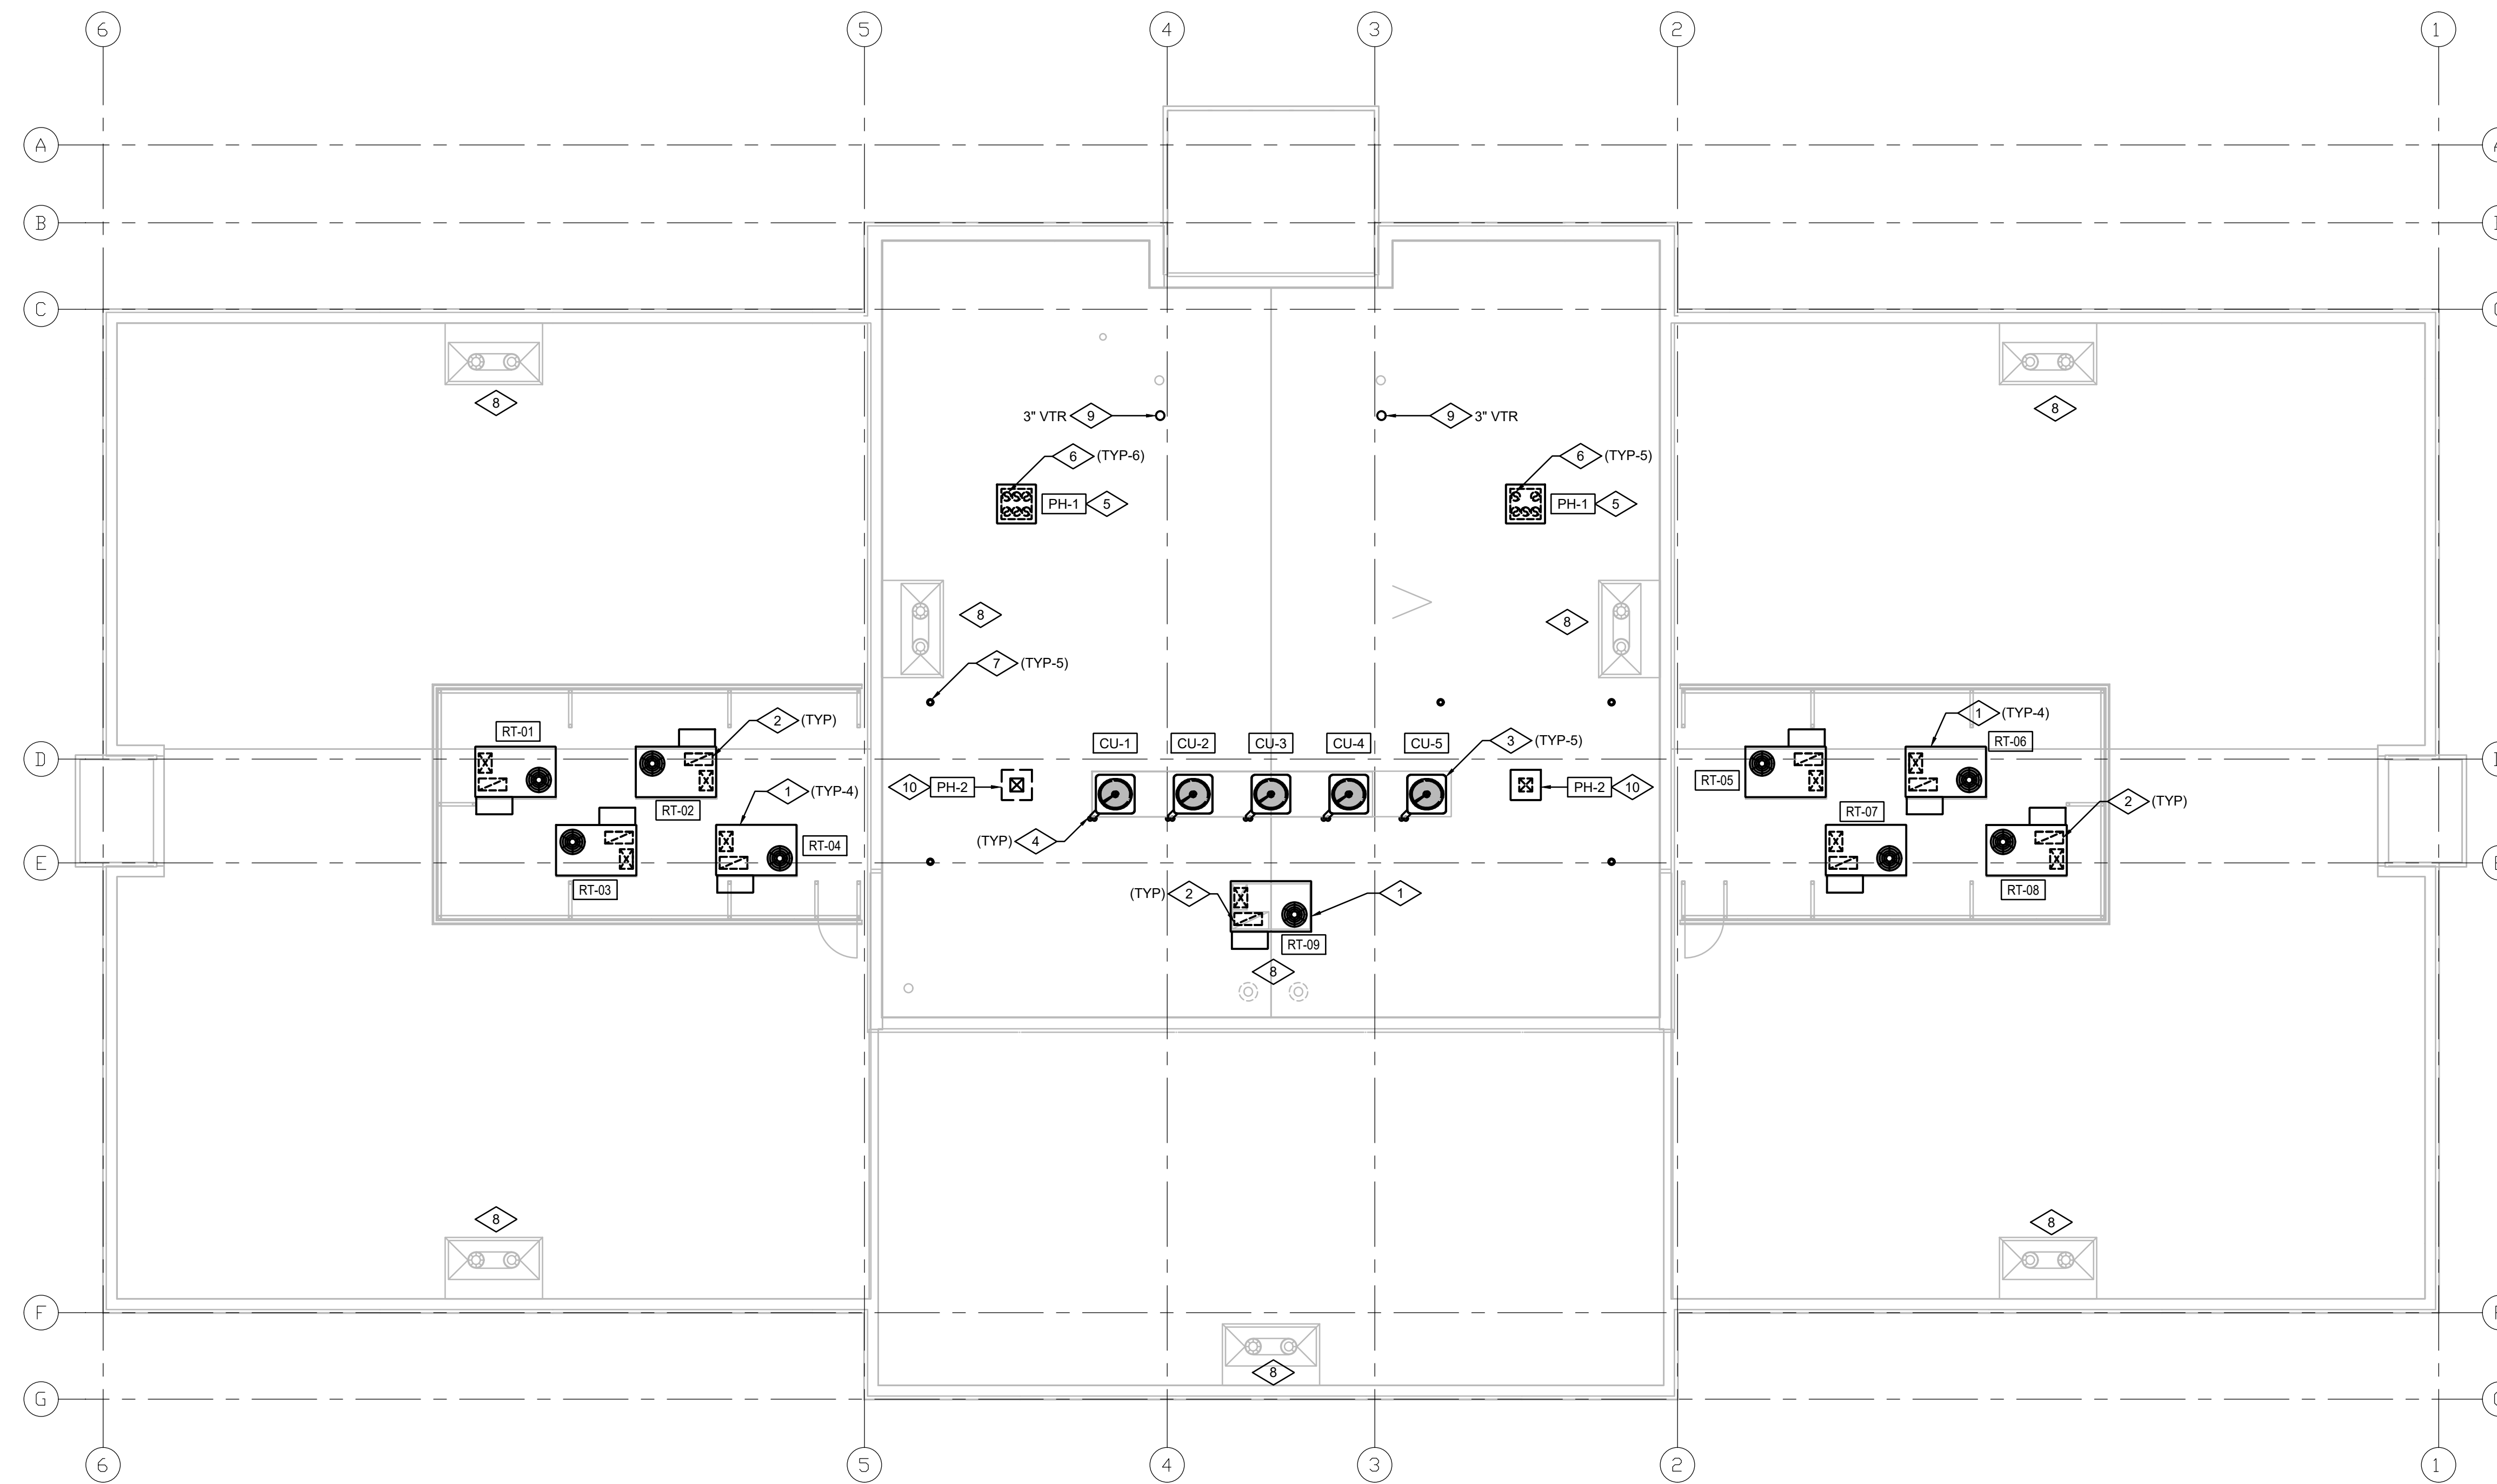 6 5 4 3 2 1
A
B
C
8
8
3" VTR 9
9 3" VTR
6 (TYP-6)
6 (TYP-5)
PH-1 5
PH-1 5
8
8
7 (TYP-5)
RT-01
2 (TYP)
1 (TYP-4)
RT-06
CU-1 CU-2 CU-3 CU-4 CU-5
3 (TYP-5)
D
RT-05
10 PH-2
PH-2 10
1 (TYP-4)
RT-02
RT-07
2 (TYP)
(TYP) 4
RT-04
E
RT-03
RT-08
(TYP) 2
1
RT-09
8
8
8
F
8
G
6 5 4 3 2 1